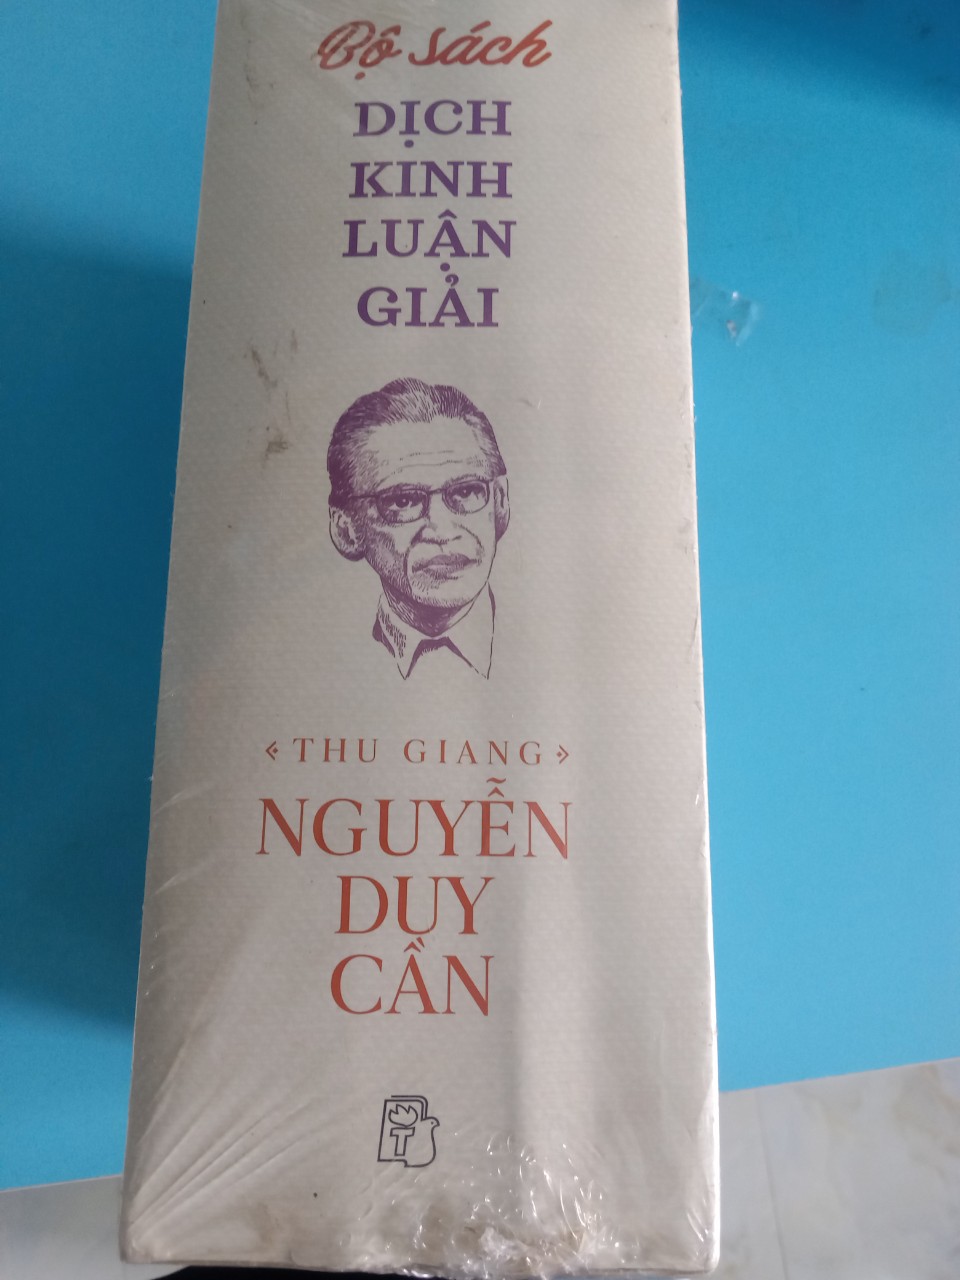 Bộ sách
DỊCH
KINH
LUẬN
GIẢI
THU GIANG
NGUYỄN
DUY
CẦN
T